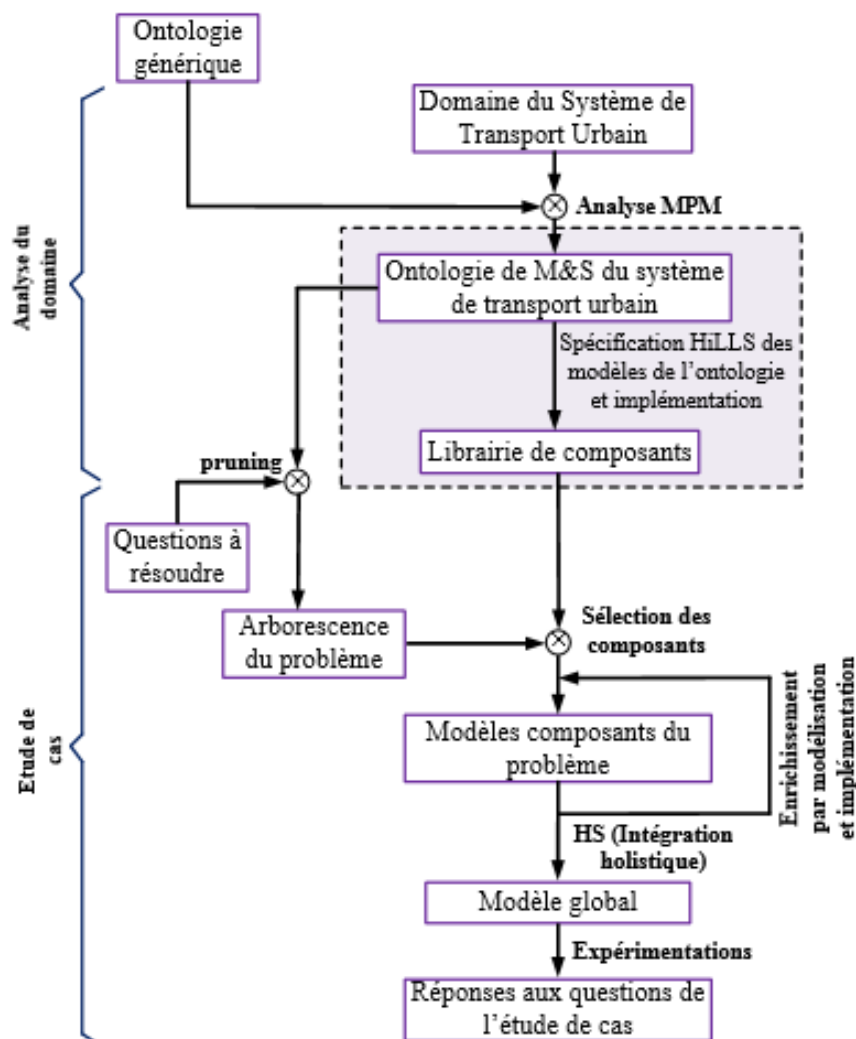 Ontologie
générique
Domaine du Système de
Transport Urbain
Analyse MPM
Analyse du
domaine
Ontologie de M&S du système
de transport urbain
Spécification HiLLS des
modèles de l’ontologie
et implémentation
Librairie de composants
pruning
Questions à
résoudre
Arborescence
du problème
Sélection des
composants
Etude de
cas
Modèles composants du
problème
Enrichissement
par modélisation
et implémentation
HS (Intégration
holistique)
Modèle global
Expérimentations
Réponses aux questions de
l’étude de cas